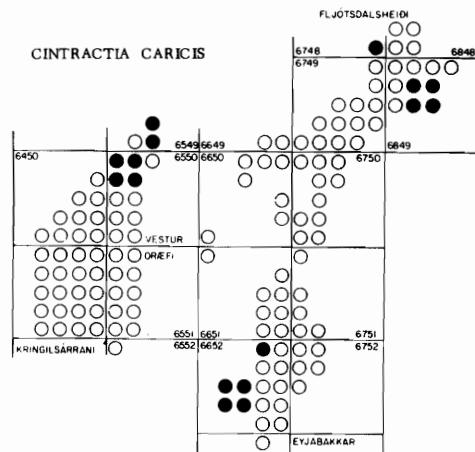 FLJÓTSDALSHEIÐI
CINTRACTIA CARICIS
6748 6848
6749
6450 6549 6649 6849
6550 6650 6750
VESTUR
ÖRÆFI
6551 6651 6751
KRINGILSÁRRANI 6552 6652 6752
EYJABAKKAR